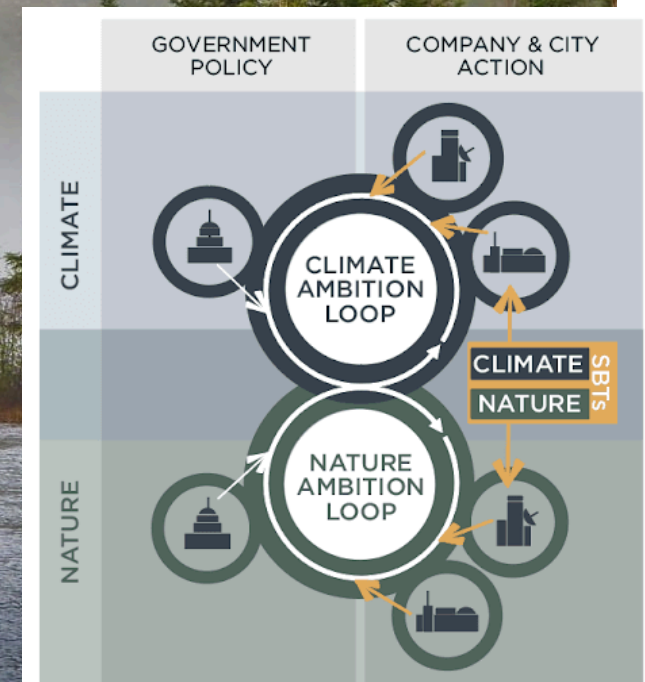 GOVERNMENT
POLICY
COMPANY & CITY
ACTION
CLIMATE
CLIMATE
AMBITION
LOOP
CLIMATE
NATURE
SBTs
NATURE
AMBITION
LOOP
NATURE